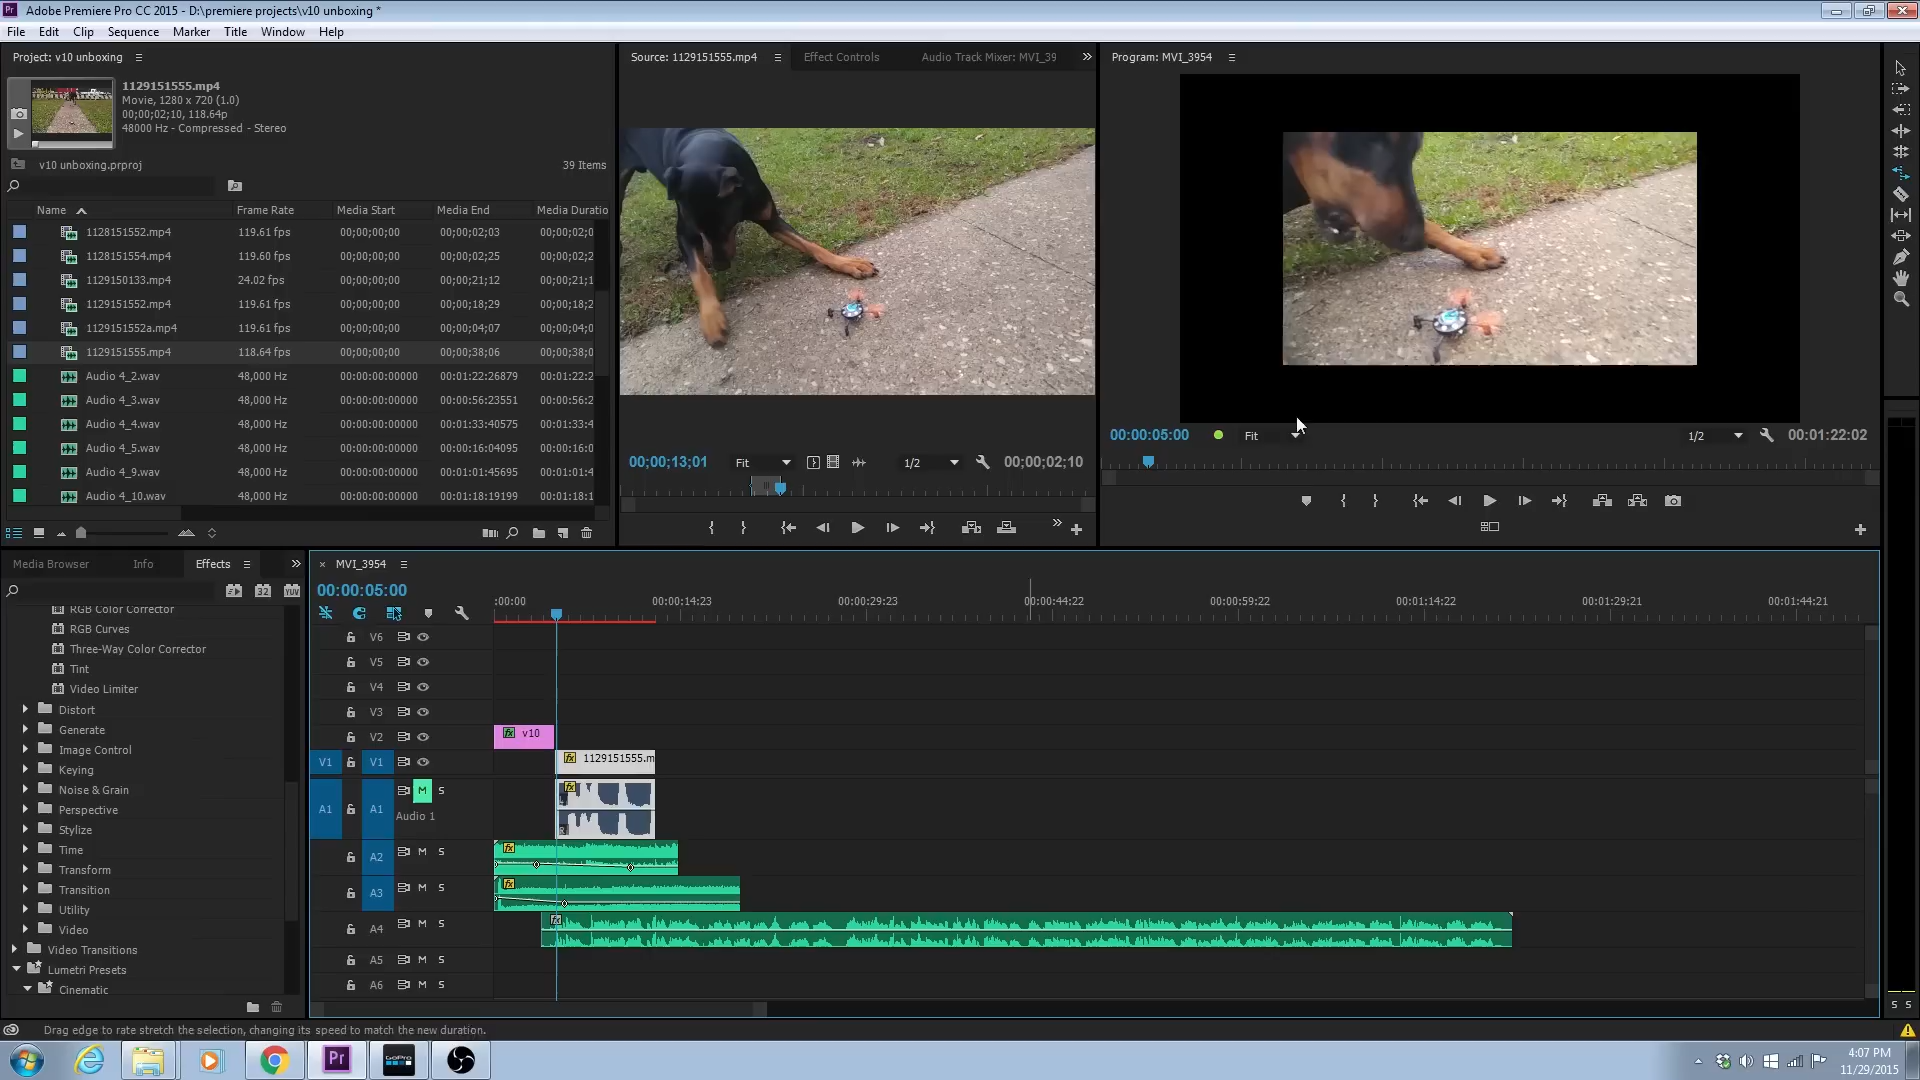 Adobe Premiere Pro CC 2015 - D:\premiere projects\v10 unboxing *
File Edit Clip Sequence Marker Title Window Help
Project: v10 unboxing
1129151555.mp4
Movie, 1280 x 720 (1.0)
00;00;02;10, 118.64p
48000 Hz - Compressed - Stereo
v10 unboxing.prproj 39 Items
Name Frame Rate Media Start Media End Media Duratio
1128151552.mp4 119.61 fps 00;00;00;00 00;00;02;03 00;00;02;0
1128151554.mp4 119.60 fps 00;00;00;00 00;00;02;25 00;00;02;2
1129150133.mp4 24.02 fps 00;00;00;00 00;00;21;12 00;00;21;1
1129151552.mp4 119.61 fps 00;00;00;00 00;00;18;29 00;00;18;2
1129151552a.mp4 119.61 fps 00;00;00;00 00;00;04;07 00;00;04;0
1129151555.mp4 118.64 fps 00;00;00;00 00;00;38;06 00;00;38;0
Audio 4_2.wav 48,000 Hz 00:00:00:00000 00:01:22:26879 00:01:22:2
Audio 4_3.wav 48,000 Hz 00:00:00:00000 00:00:56:23551 00:00:56:2
Audio 4_4.wav 48,000 Hz 00:00:00:00000 00:01:33:40575 00:01:33:4
Audio 4_5.wav 48,000 Hz 00:00:00:00000 00:00:16:04095 00:00:16:0
Audio 4_9.wav 48,000 Hz 00:00:00:00000 00:01:01:45695 00:01:01:4
Audio 4_10.wav 48,000 Hz 00:00:00:00000 00:01:18:19199 00:01:18:1
Source: 1129151555.mp4 Effect Controls Audio Track Mixer: MVI_39
00;00;13;01 Fit 1/2 00;00;02;10
Program: MVI_3954
00:00:05:00 Fit 1/2 00:01:22:02
Media Browser Info Effects
32 YUV
RGB Color Corrector
RGB Curves
Three-Way Color Corrector
Tint
Video Limiter
Distort
Generate
Image Control
Keying
Noise & Grain
Perspective
Stylize
Time
Transform
Transition
Utility
Video
Video Transitions
Lumetri Presets
Cinematic
× MVI_3954
00:00:05:00
:00:00 00:00:14:23 00:00:29:23 00:00:44:22 00:00:59:22 00:01:14:22 00:01:29:21 00:01:44:21
V6
V5
V4
V3
V2 fx v10
V1 V1 fx 1129151555.m
A1 A1 M S fx
Audio 1
A2 M S fx
A3 M S fx
A4 M S fx
A5 M S
A6 M S
S S
Drag edge to rate stretch the selection, changing its speed to match the new duration.
Pr GoPro
4:07 PM
11/29/2015